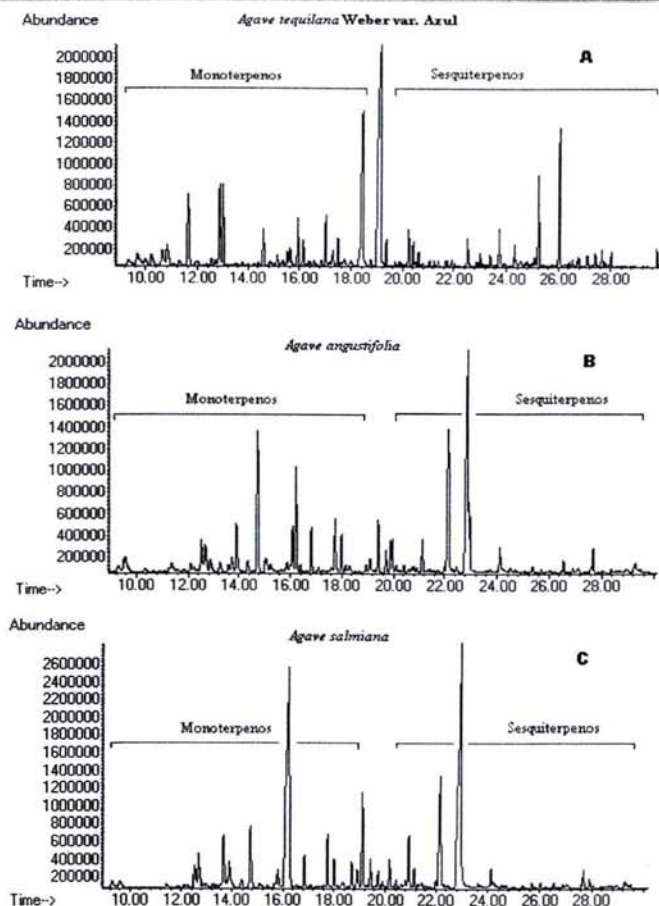 Abundance
Agave tequilana Weber var. Azul
A
2000000
1800000
1600000
1400000
1200000
1000000
800000
600000
400000
200000
Monoterpenos
Sesquiterpenos
10.00 12.00 14.00 16.00 18.00 20.00 22.00 24.00 26.00 28.00
Time-->
Abundance
Agave angustifolia
B
2000000
1800000
1600000
1400000
1200000
1000000
800000
600000
400000
200000
Monoterpenos
Sesquiterpenos
10.00 12.00 14.00 16.00 18.00 20.00 22.00 24.00 26.00 28.00
Time-->
Abundance
Agave salmiana
C
2600000
2400000
2200000
2000000
1800000
1600000
1400000
1200000
1000000
800000
600000
400000
200000
Monoterpenos
Sesquiterpenos
10.00 12.00 14.00 16.00 18.00 20.00 22.00 24.00 26.00 28.00
Time-->